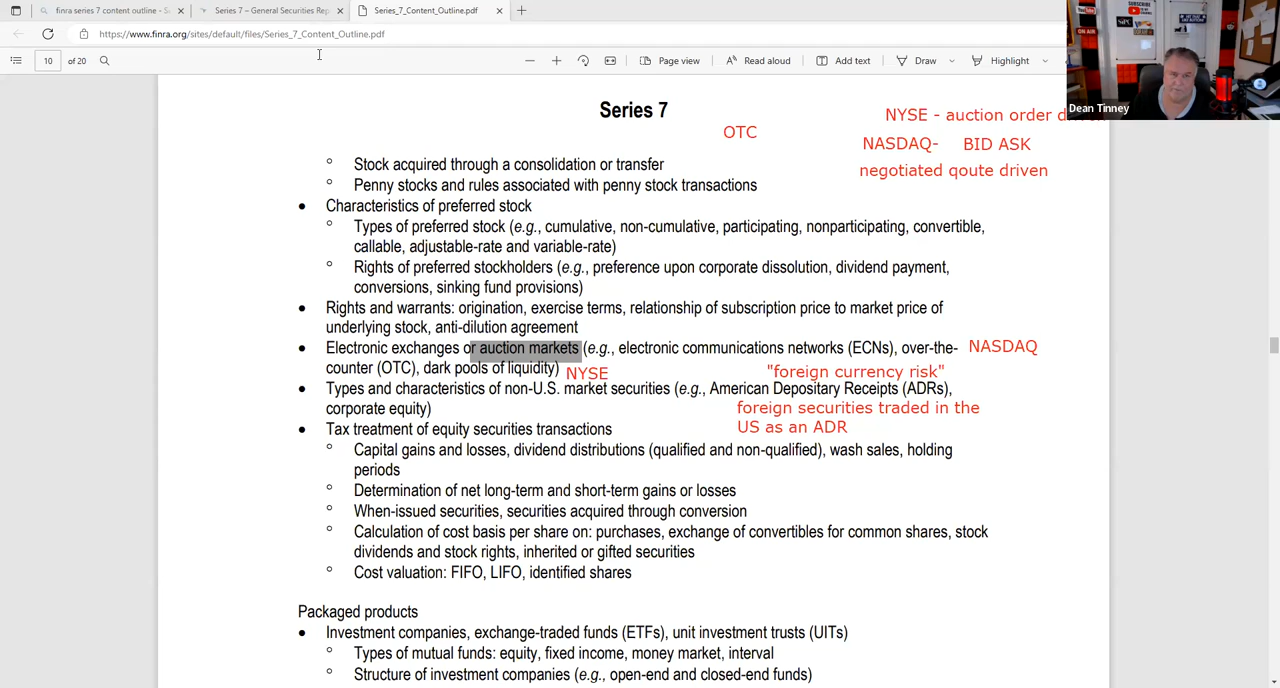 finra series 7 content outline - S
Series 7 – General Securities Rep
Series_7_Content_Outline.pdf
https://www.finra.org/sites/default/files/Series_7_Content_Outline.pdf
10 of 20
Page view
Read aloud
Add text
Draw
Highlight
Dean Tinney
Series 7
NYSE - auction order d
OTC
NASDAQ- BID ASK
negotiated qoute driven
° Stock acquired through a consolidation or transfer
° Penny stocks and rules associated with penny stock transactions
• Characteristics of preferred stock
° Types of preferred stock (e.g., cumulative, non-cumulative, participating, nonparticipating, convertible,
callable, adjustable-rate and variable-rate)
° Rights of preferred stockholders (e.g., preference upon corporate dissolution, dividend payment,
conversions, sinking fund provisions)
• Rights and warrants: origination, exercise terms, relationship of subscription price to market price of
underlying stock, anti-dilution agreement
• Electronic exchanges or auction markets (e.g., electronic communications networks (ECNs), over-the- NASDAQ
counter (OTC), dark pools of liquidity) NYSE "foreign currency risk"
• Types and characteristics of non-U.S. market securities (e.g., American Depositary Receipts (ADRs),
corporate equity) foreign securities traded in the
US as an ADR
• Tax treatment of equity securities transactions
° Capital gains and losses, dividend distributions (qualified and non-qualified), wash sales, holding
periods
° Determination of net long-term and short-term gains or losses
° When-issued securities, securities acquired through conversion
° Calculation of cost basis per share on: purchases, exchange of convertibles for common shares, stock
dividends and stock rights, inherited or gifted securities
° Cost valuation: FIFO, LIFO, identified shares
Packaged products
• Investment companies, exchange-traded funds (ETFs), unit investment trusts (UITs)
° Types of mutual funds: equity, fixed income, money market, interval
° Structure of investment companies (e.g., open-end and closed-end funds)